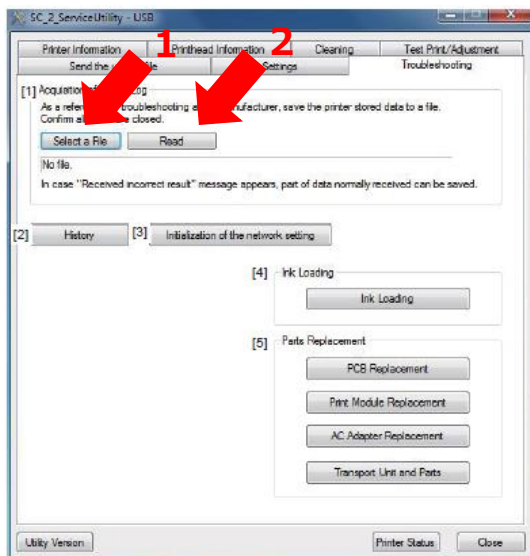 SC_2_ServiceUtility - USB
Printer Information Printhead Information Cleaning Test Print/Adjustment
Send the file Settings Troubleshooting
1 2
[1] Acquisition Log
As a refere troubleshooting a manufacturer, save the printer stored
data to a file.
Confirm a closed.
Select a File Read
No file.
In case "Received incorrect result" message appears, part of data normally received can be saved.
[2] History [3] Initialization of the network setting
[4] Ink Loading
Ink Loading
[5] Parts Replacement
PCB Replacement
Print Module Replacement
AC Adapter Replacement
Transport Unit and Parts
Utility Version Printer Status Close